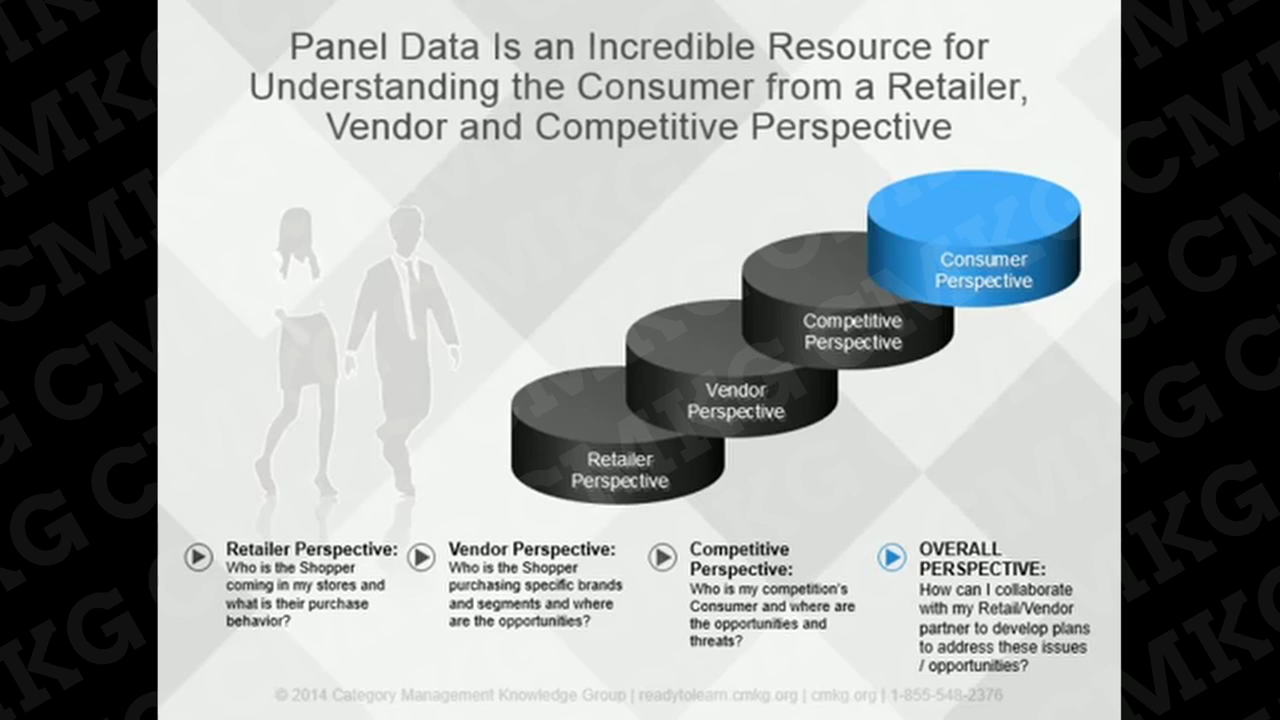 Panel Data Is an Incredible Resource for
Understanding the Consumer from a Retailer,
Vendor and Competitive Perspective
Consumer
Perspective
Competitive
Perspective
Vendor
Perspective
Retailer
Perspective
Retailer Perspective:
Who is the Shopper
coming in my stores and
what is their purchase
behavior?
Vendor Perspective:
Who is the Shopper
purchasing specific brands
and segments and where
are the opportunities?
Competitive
Perspective:
Who is my competition's
Consumer and where are
the opportunities and
threats?
OVERALL
PERSPECTIVE:
How can I collaborate
with my Retail/Vendor
partner to develop plans
to address these issues
/ opportunities?
© 2014 Category Management Knowledge Group | readytolearn.cmkg.org | cmkg.org | 1-855-548-2376
CMKG